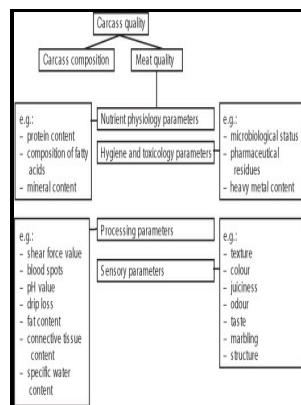 Carcass quality
Carcass composition
Meat quality
Nutrient physiology parameters
Hygiene and toxicology parameters
e.g.:
– protein content
– composition of fatty
acids
– mineral content
e.g.:
– microbiological status
– pharmaceutical
residues
– heavy metal content
Processing parameters
Sensory parameters
e.g.:
– shear force value
– blood spots
– pH value
– drip loss
– fat content
– connective tissue
content
– specific water
content
e.g.:
– texture
– colour
– juiciness
– odour
– taste
– marbling
– structure